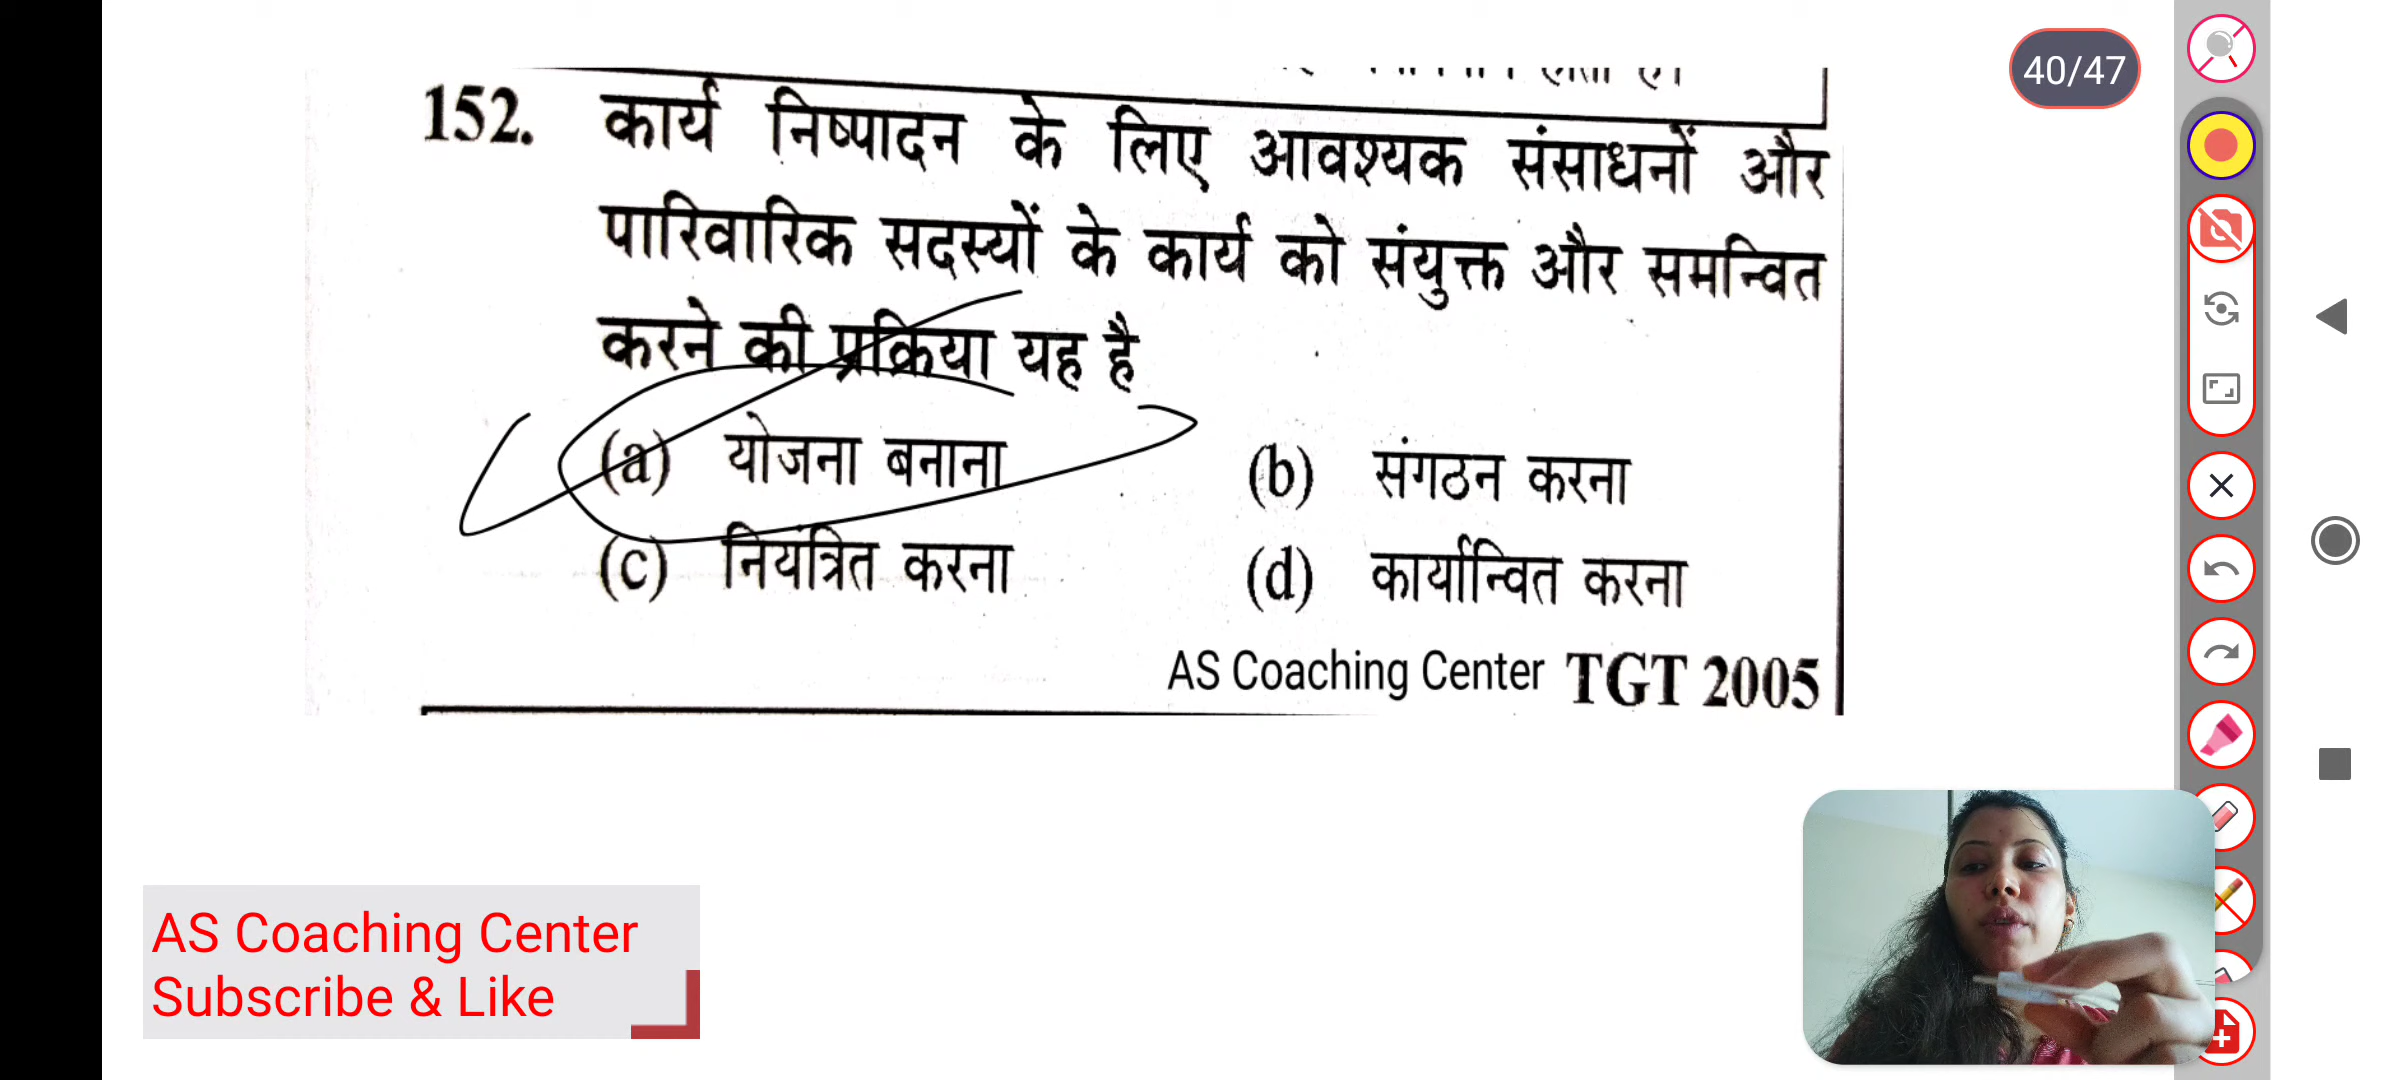 40/47
152. कार्य निष्पादन के लिए आवश्यक संसाधनों और
पारिवारिक सदस्यों के कार्य को संयुक्त और समन्वित
करने की प्रक्रिया यह है
(a) योजना बनाना (b) संगठन करना
(c) नियंत्रित करना (d) कार्यान्वित करना
AS Coaching Center TGT 2005
AS Coaching Center
Subscribe & Like